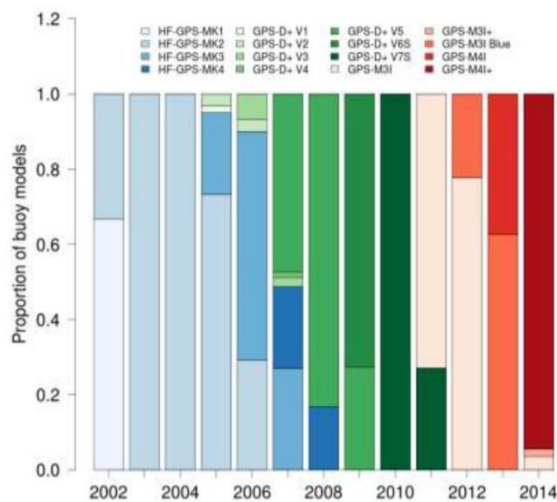 HF-GPS-MK1 GPS-D+ V1 GPS-D+ V5 GPS-M3I+
HF-GPS-MK2 GPS-D+ V2 GPS-D+ V6S GPS-M3I Blue
HF-GPS-MK3 GPS-D+ V3 GPS-D+ V7S GPS-M4I
HF-GPS-MK4 GPS-D+ V4 GPS-M3I GPS-M4I+
Proportion of buoy models
1.2
1.0
0.8
0.6
0.4
0.2
0.0
2002 2004 2006 2008 2010 2012 2014